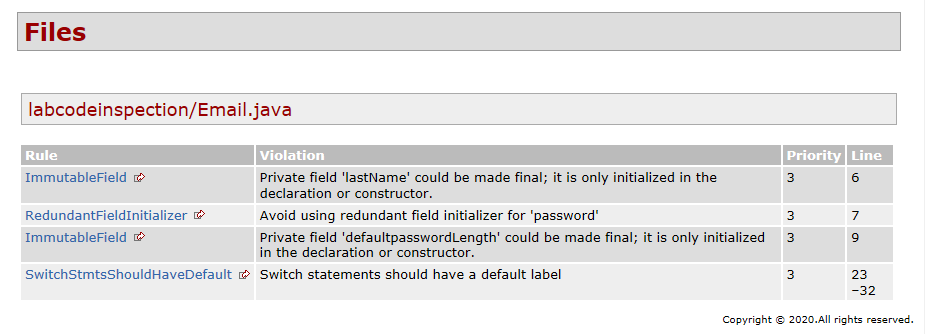 Files
labcodeinspection/Email.java
Rule Violation Priority Line
ImmutableField Private field 'lastName' could be made final; it is only initialized in the declaration or constructor. 3 6
RedundantFieldInitializer Avoid using redundant field initializer for 'password' 3 7
ImmutableField Private field 'defaultpasswordLength' could be made final; it is only initialized in the declaration or constructor. 3 9
SwitchStmtsShouldHaveDefault Switch statements should have a default label 3 23 –32
Copyright © 2020.All rights reserved.